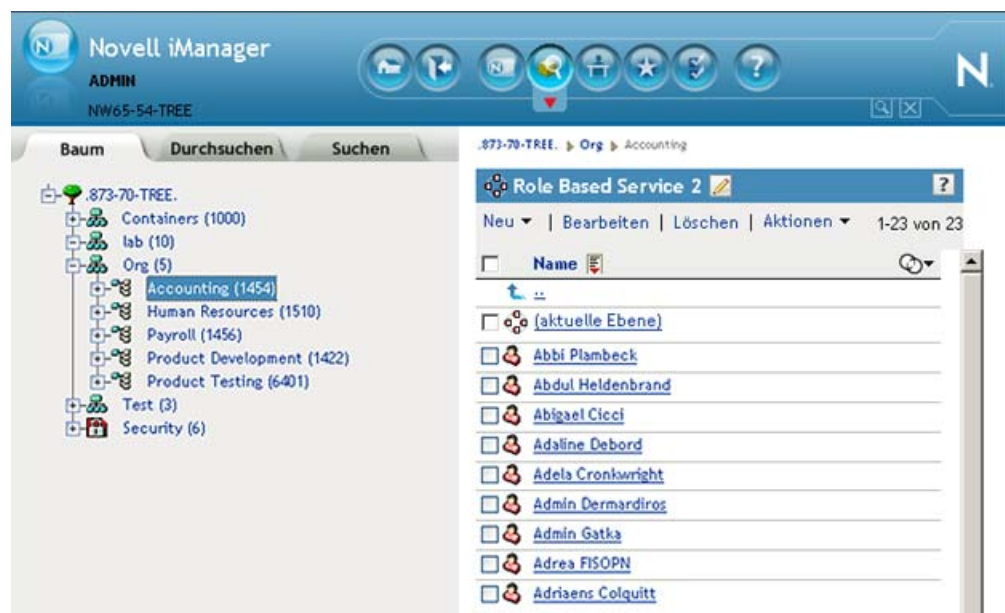 Novell iManager
ADMIN
NW65-54-TREE
N
Baum
Durchsuchen
Suchen
.873-70-TREE.
Containers (1000)
lab (10)
Org (5)
Accounting (1454)
Human Resources (1510)
Payroll (1456)
Product Development (1422)
Product Testing (6401)
Test (3)
Security (6)
.873-70-TREE. Org Accounting
Role Based Service 2 ?
Neu | Bearbeiten | Löschen | Aktionen 1-23 von 23
Name
..
(aktuelle Ebene)
Abbi Plambeck
Abdul Heldenbrand
Abigael Cicci
Adaline Debord
Adela Cronkwright
Admin Dermardiros
Admin Gatka
Adrea FISOPN
Adriaens Colquitt